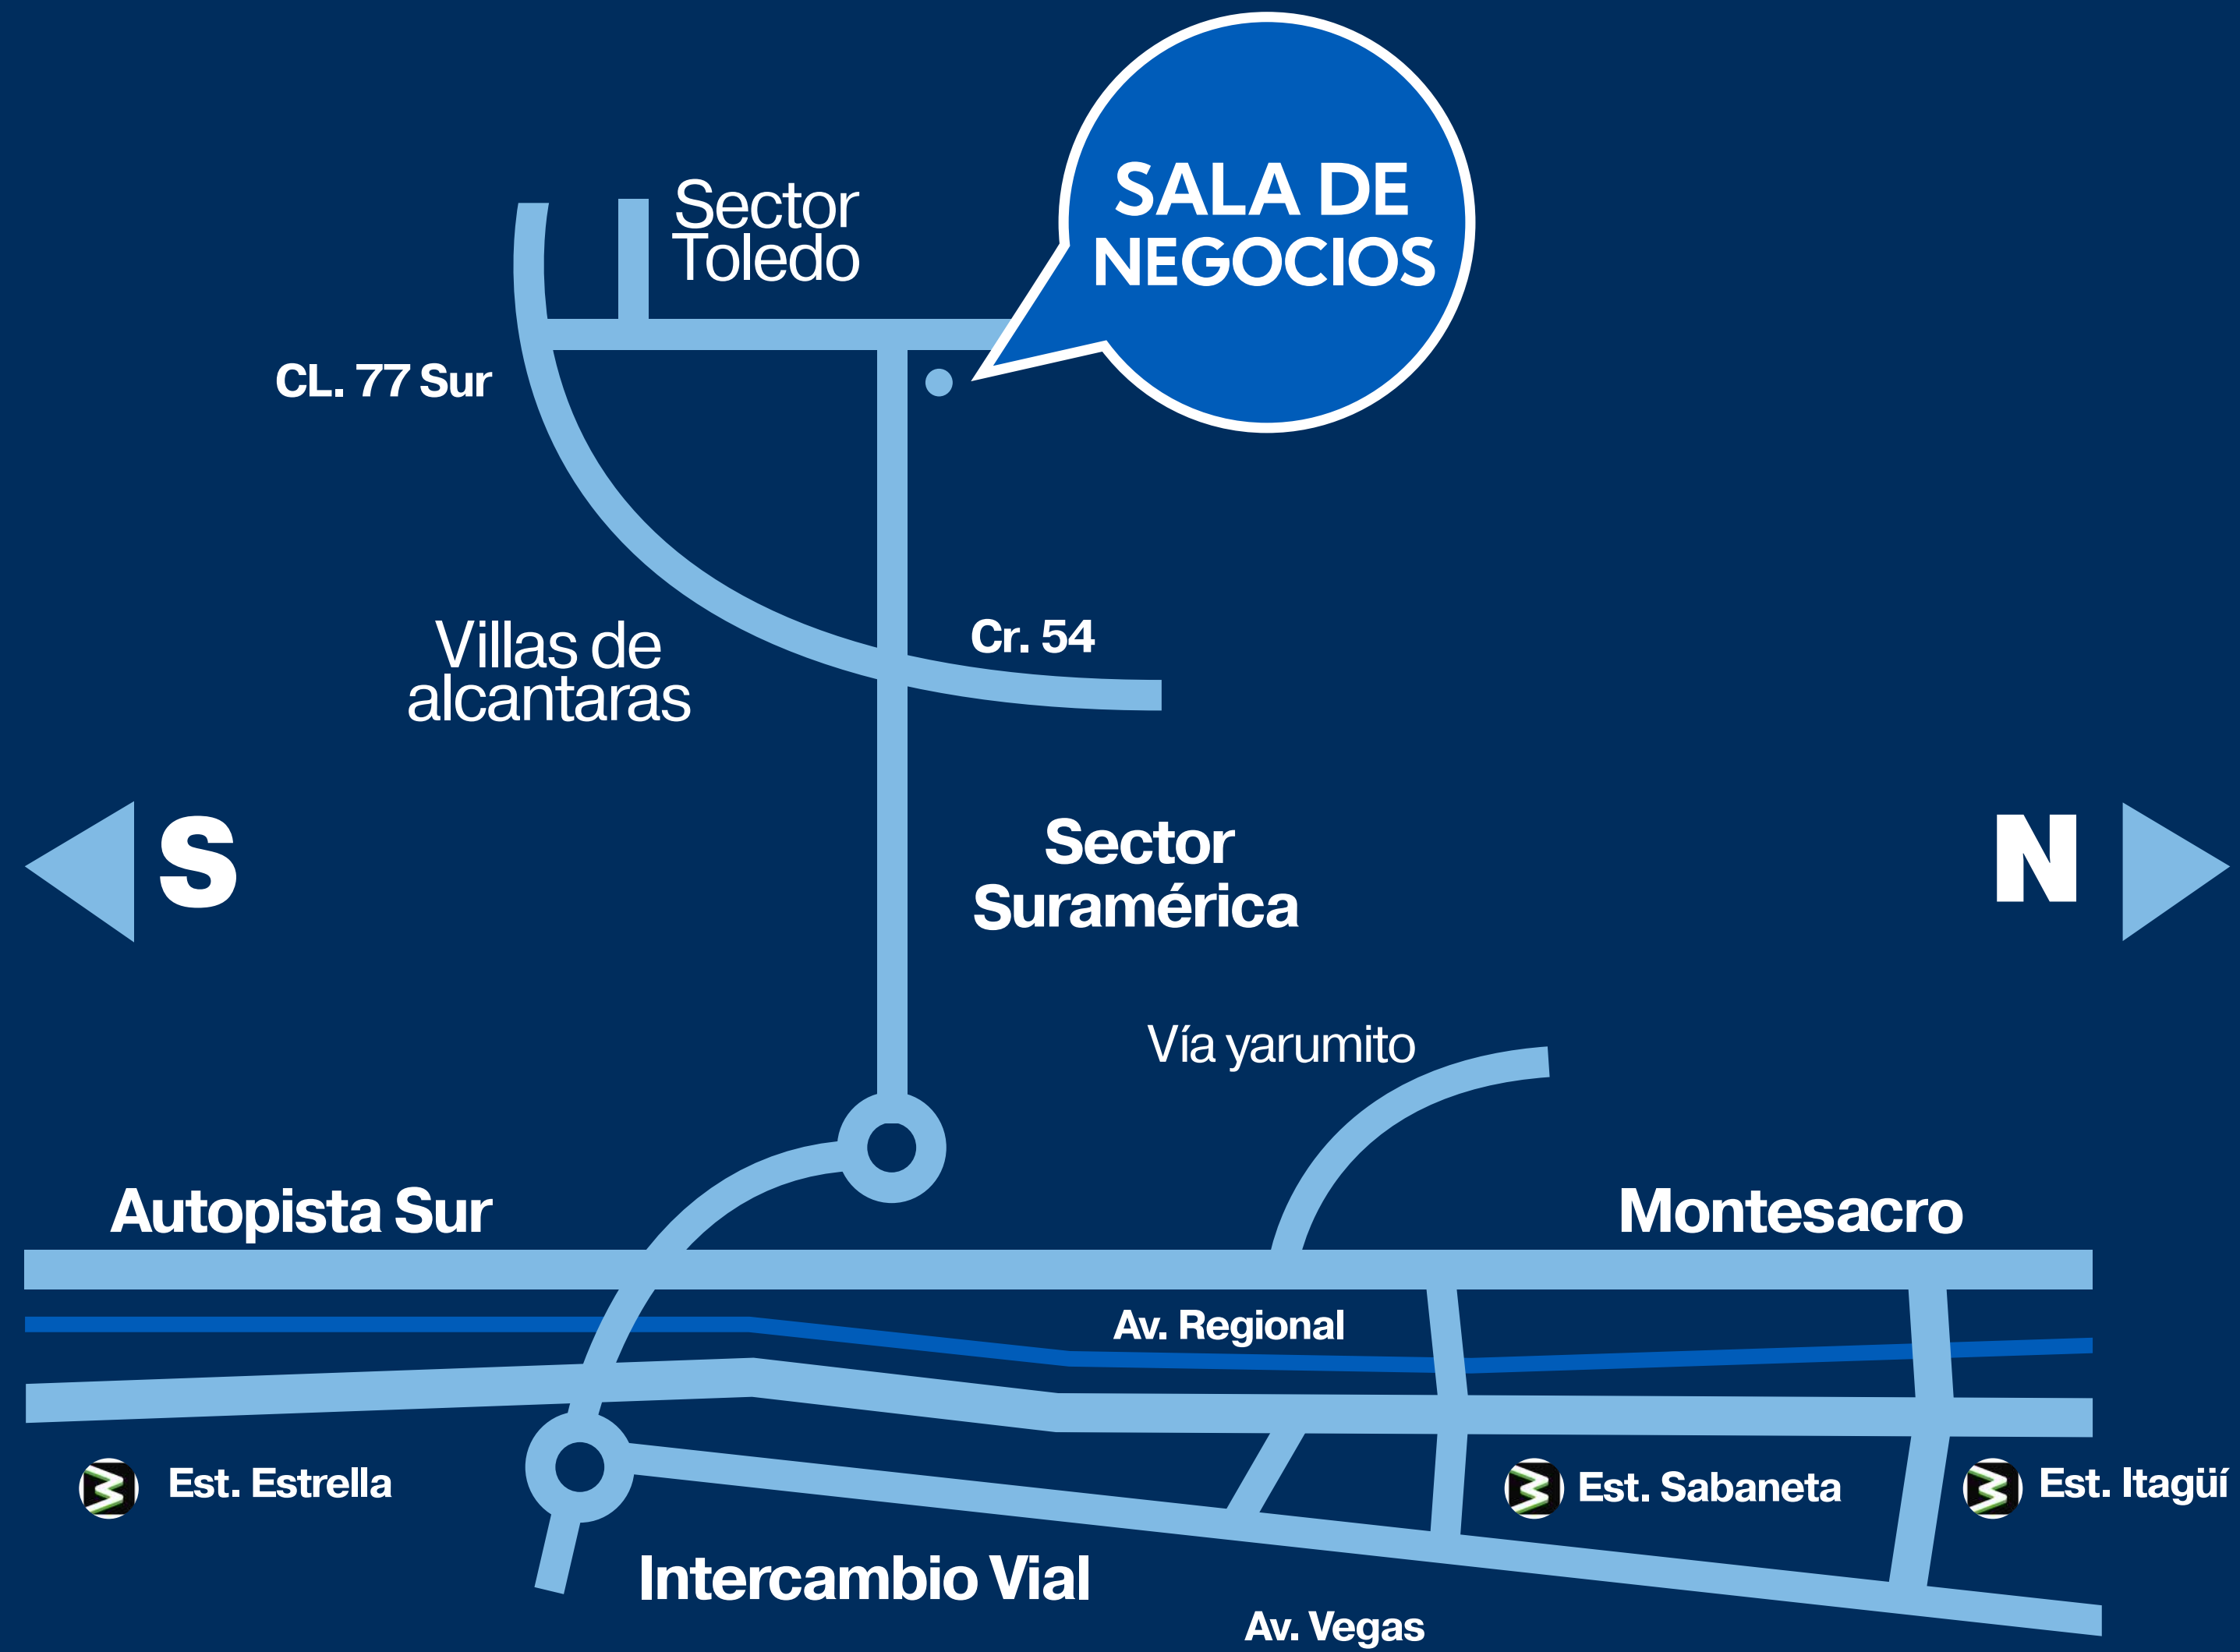 SALA DE
NEGOCIOS
Sector
Toledo
CL. 77 Sur
Villas de
alcantaras
Cr. 54
S
N
Sector
Suramérica
Vía yarumito
Autopista Sur
Montesacro
Av. Regional
Est. Estrella
Est. Sabaneta
Est. Itagüí
Intercambio Vial
Av. Vegas